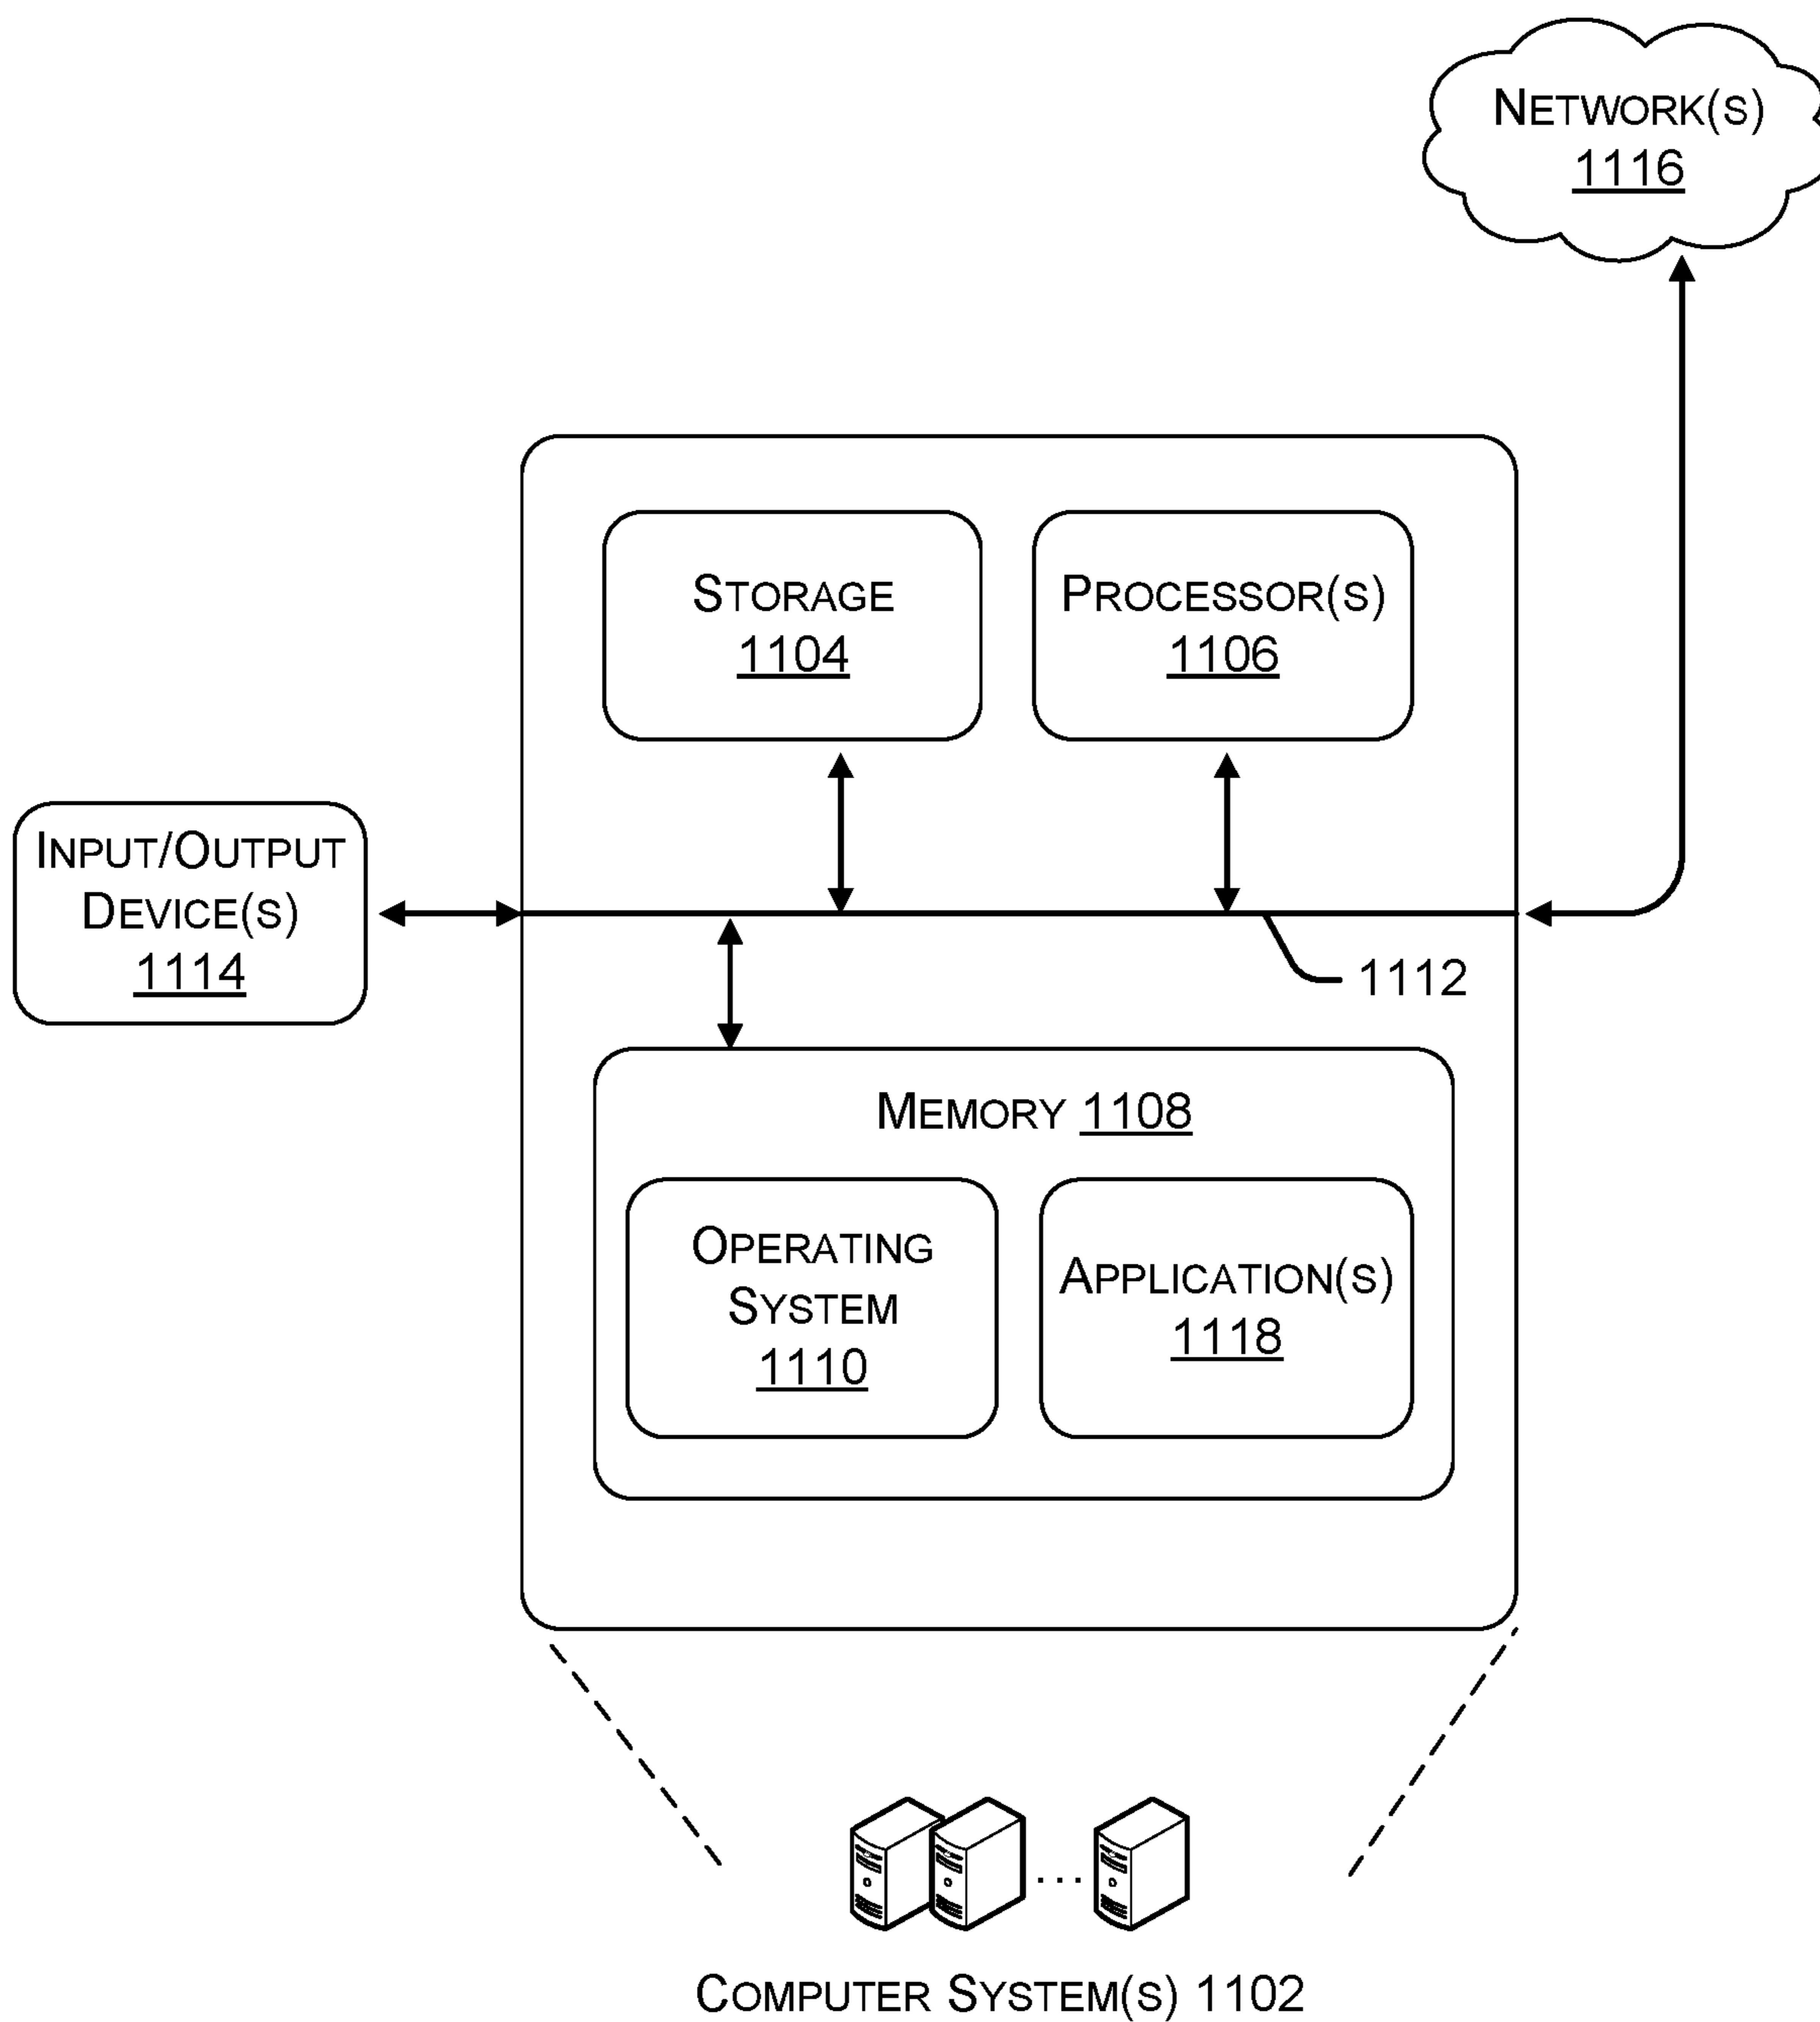 NETWORK(S)
1116
STORAGE
1104
PROCESSOR(S)
1106
INPUT/OUTPUT
DEVICE(S)
1114
1112
MEMORY 1108
OPERATING
SYSTEM
1110
APPLICATION(S)
1118
...
COMPUTER SYSTEM(S) 1102